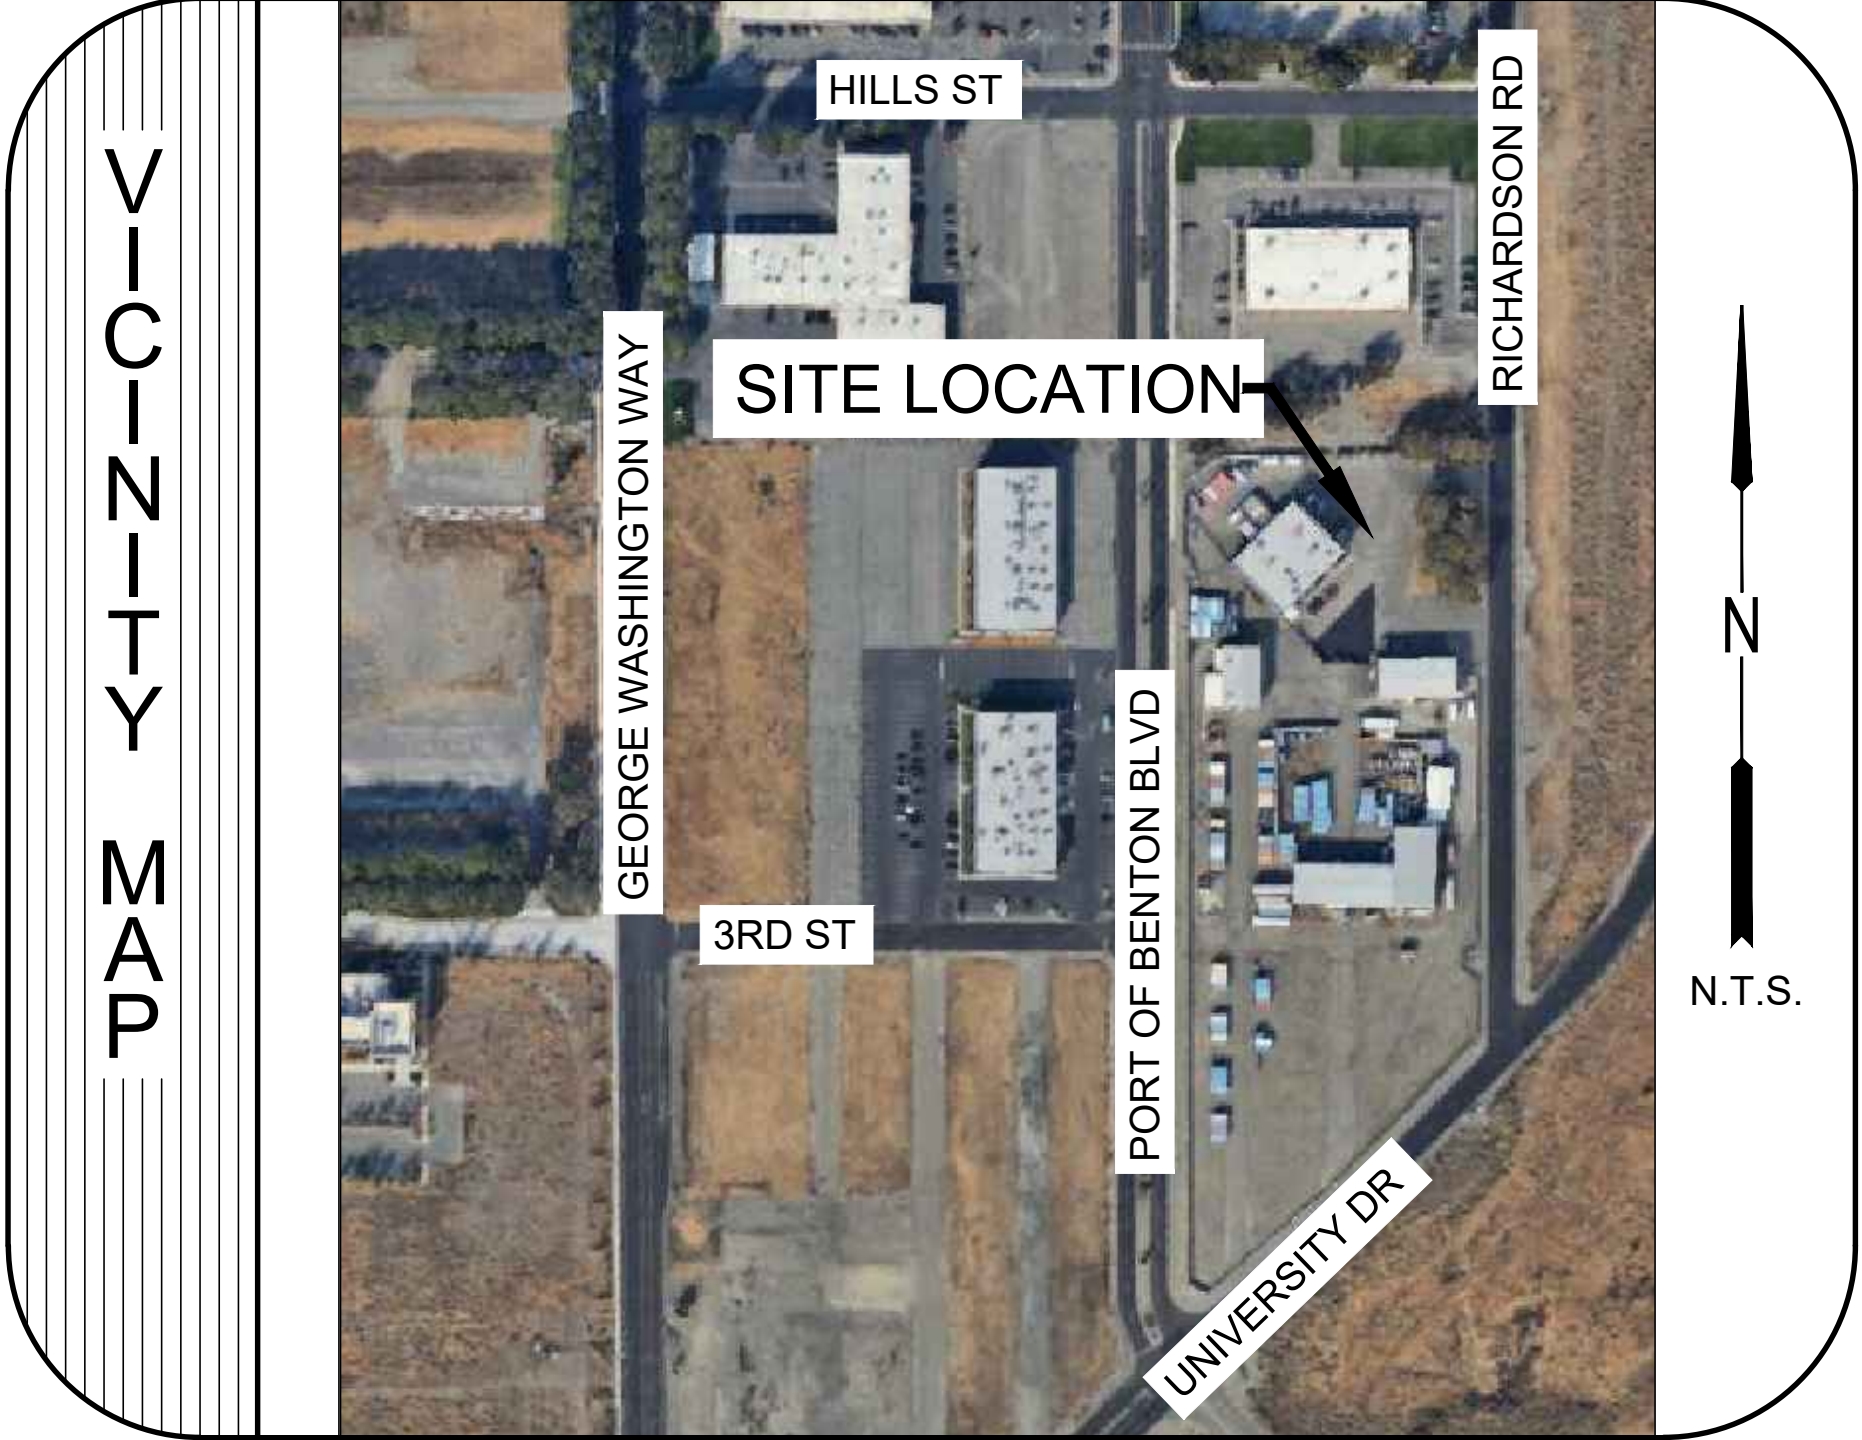 VICINITY MAP
HILLS ST
RICHARDSON RD
SITE LOCATION
GEORGE WASHINGTON WAY
N
PORT OF BENTON BLVD
3RD ST
N.T.S.
UNIVERSITY DR